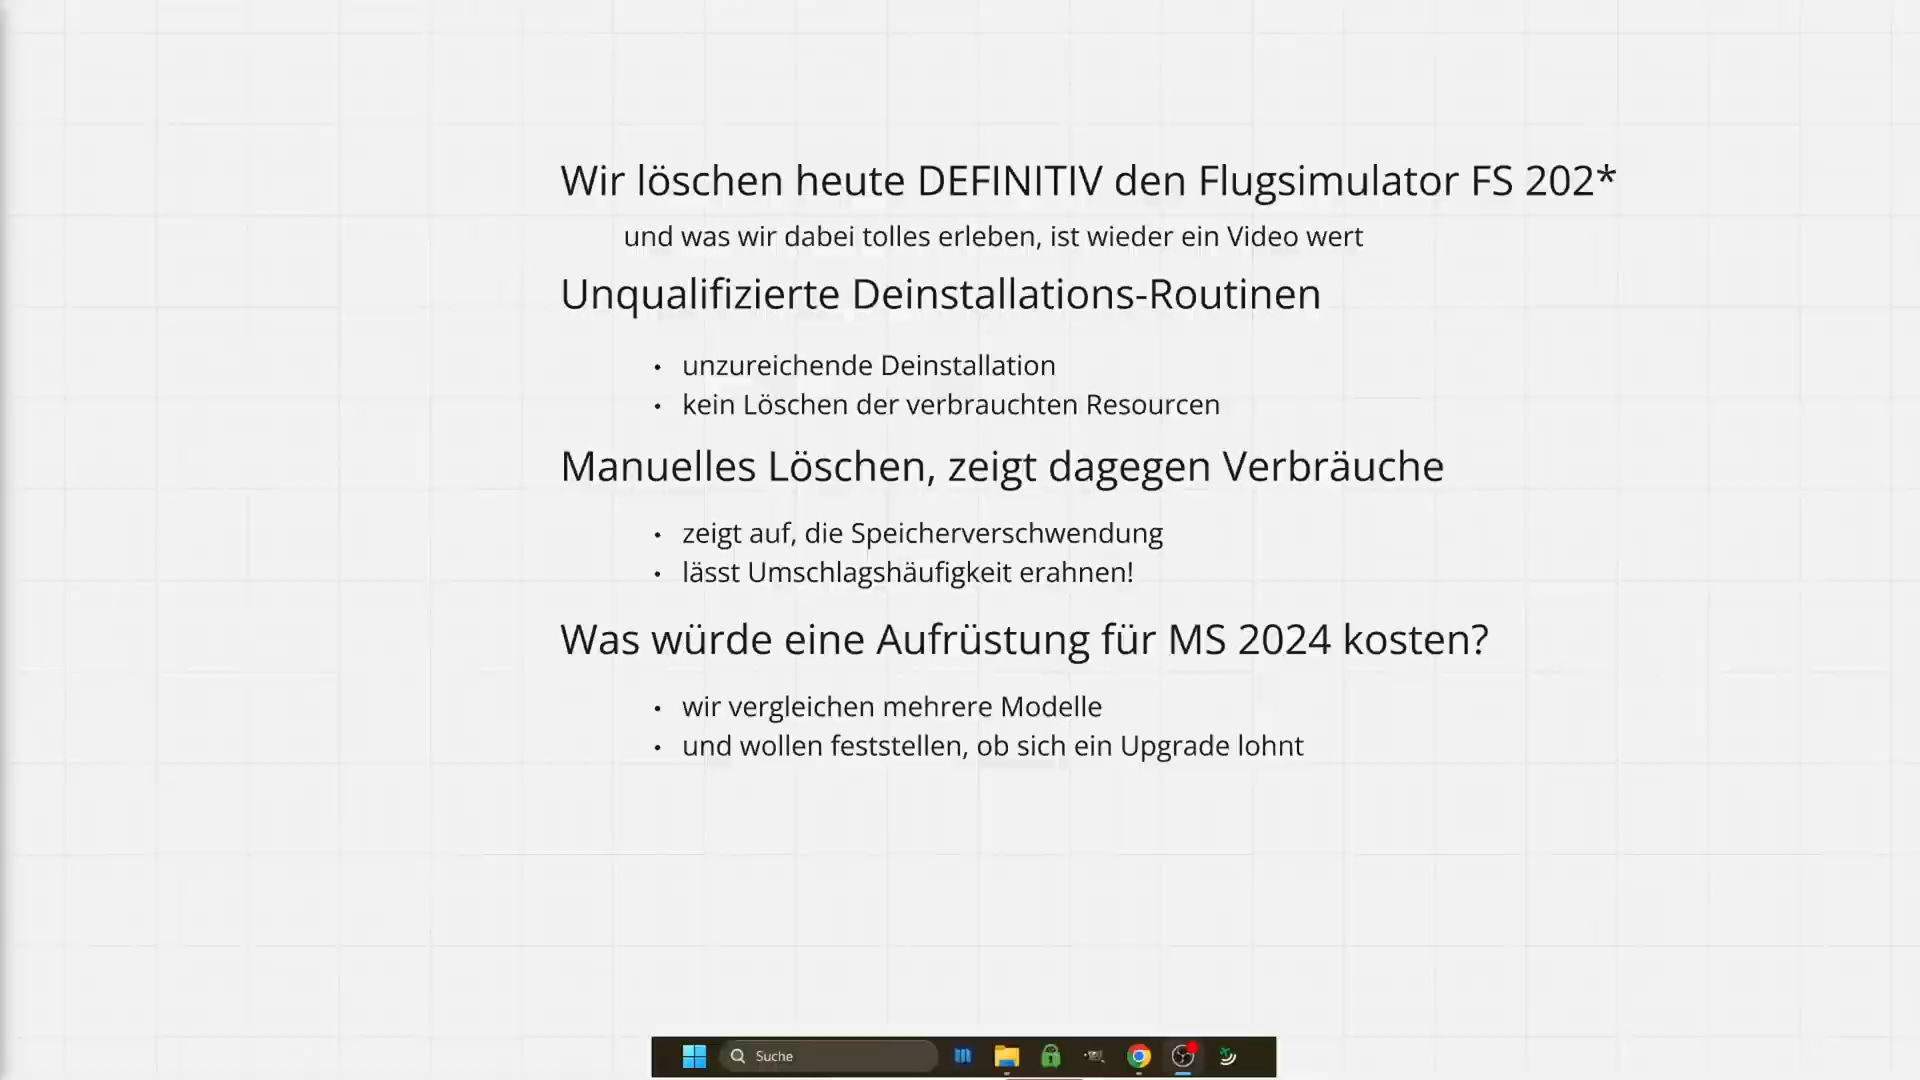 Wir löschen heute DEFINITIV den Flugsimulator FS 202*
und was wir dabei tolles erleben, ist wieder ein Video wert
Unqualifizierte Deinstallations-Routinen
• unzureichende Deinstallation
• kein Löschen der verbrauchten Resourcen
Manuelles Löschen, zeigt dagegen Verbräuche
• zeigt auf, die Speicherverschwendung
• lässt Umschlagshäufigkeit erahnen!
Was würde eine Aufrüstung für MS 2024 kosten?
• wir vergleichen mehrere Modelle
• und wollen feststellen, ob sich ein Upgrade lohnt
Suche